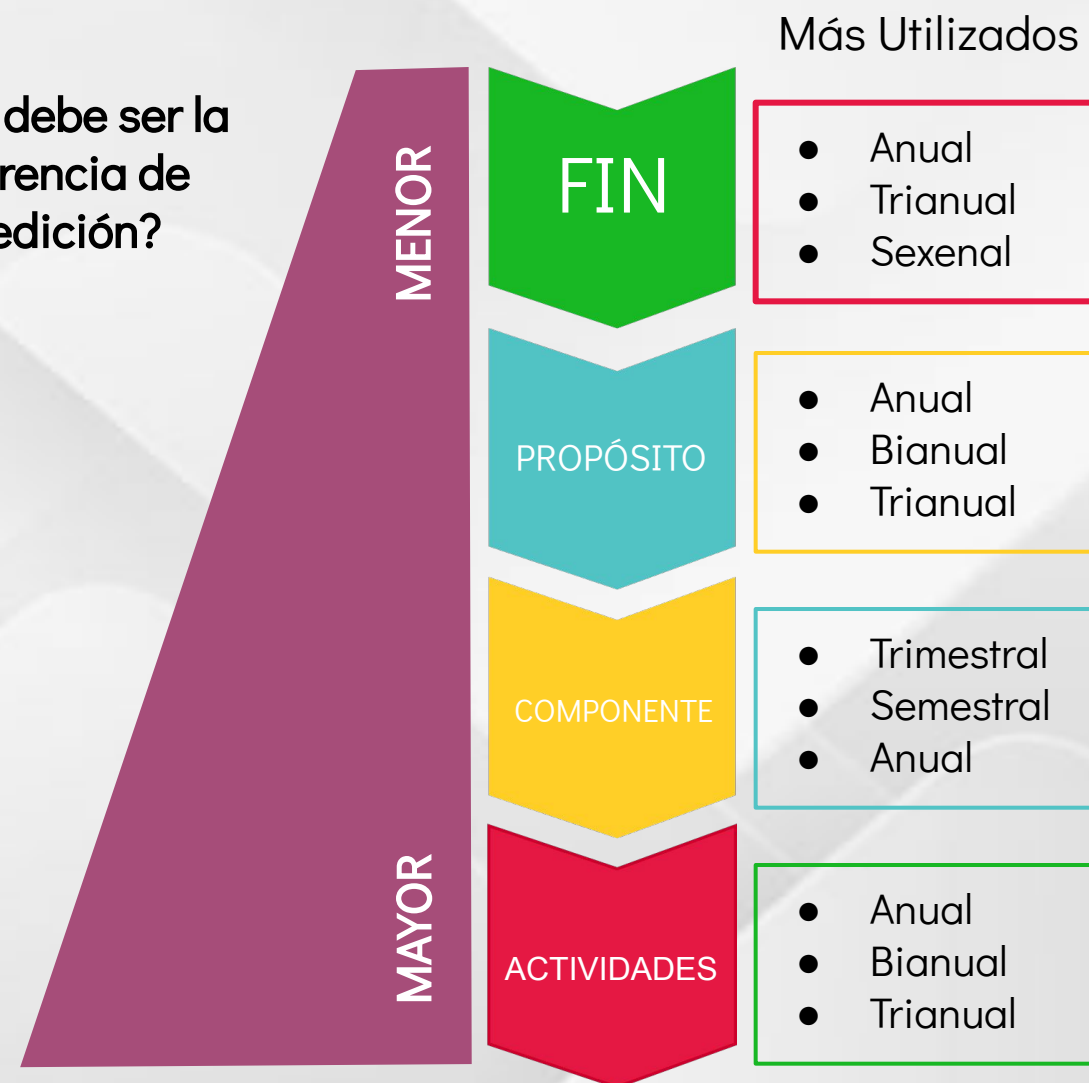 Más Utilizados
debe ser la
rencia de
edición?
MENOR
FIN
● Anual
● Trianual
● Sexenal
PROPÓSITO
● Anual
● Bianual
● Trianual
COMPONENTE
● Trimestral
● Semestral
● Anual
MAYOR
ACTIVIDADES
● Anual
● Bianual
● Trianual